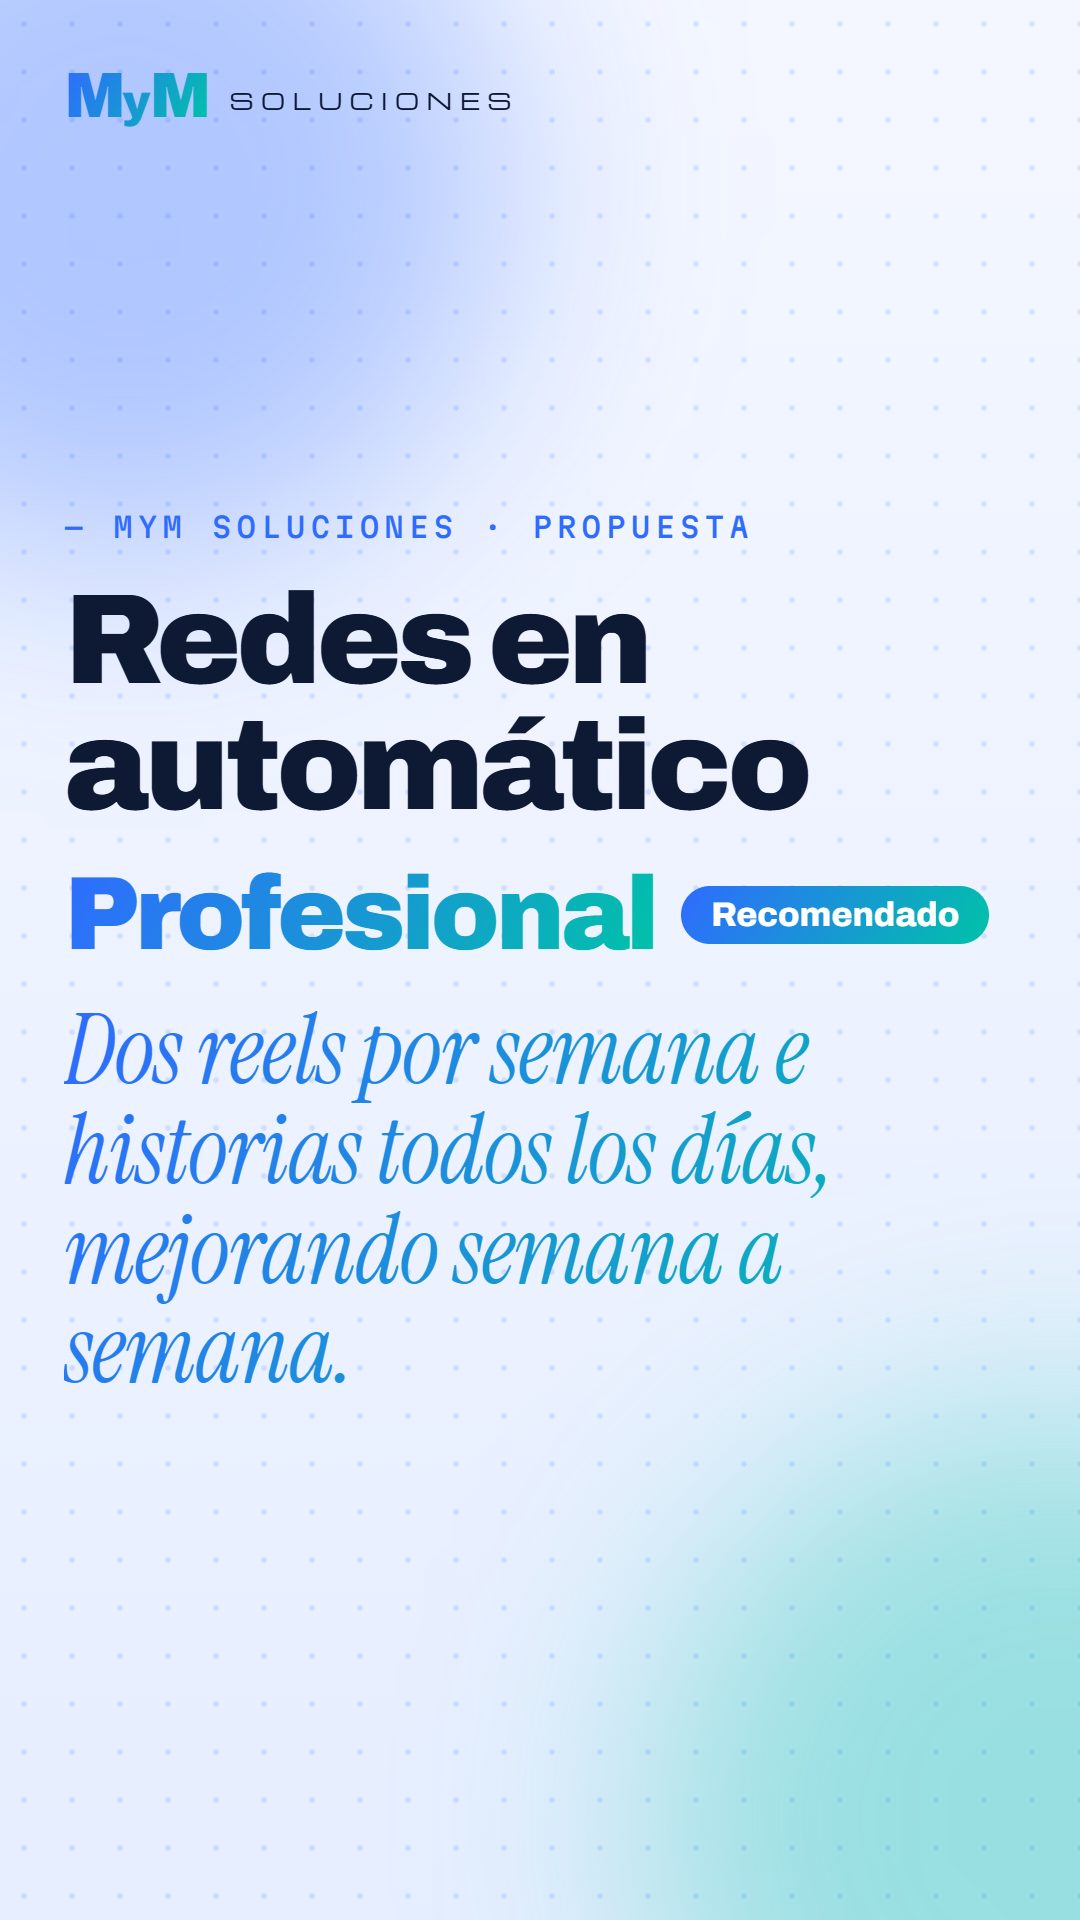 MyM SOLUCIONES
— MYM SOLUCIONES · PROPUESTA
Redes en
automático
Profesional Recomendado
Dos reels por semana e
historias todos los días,
mejorando semana a
semana.